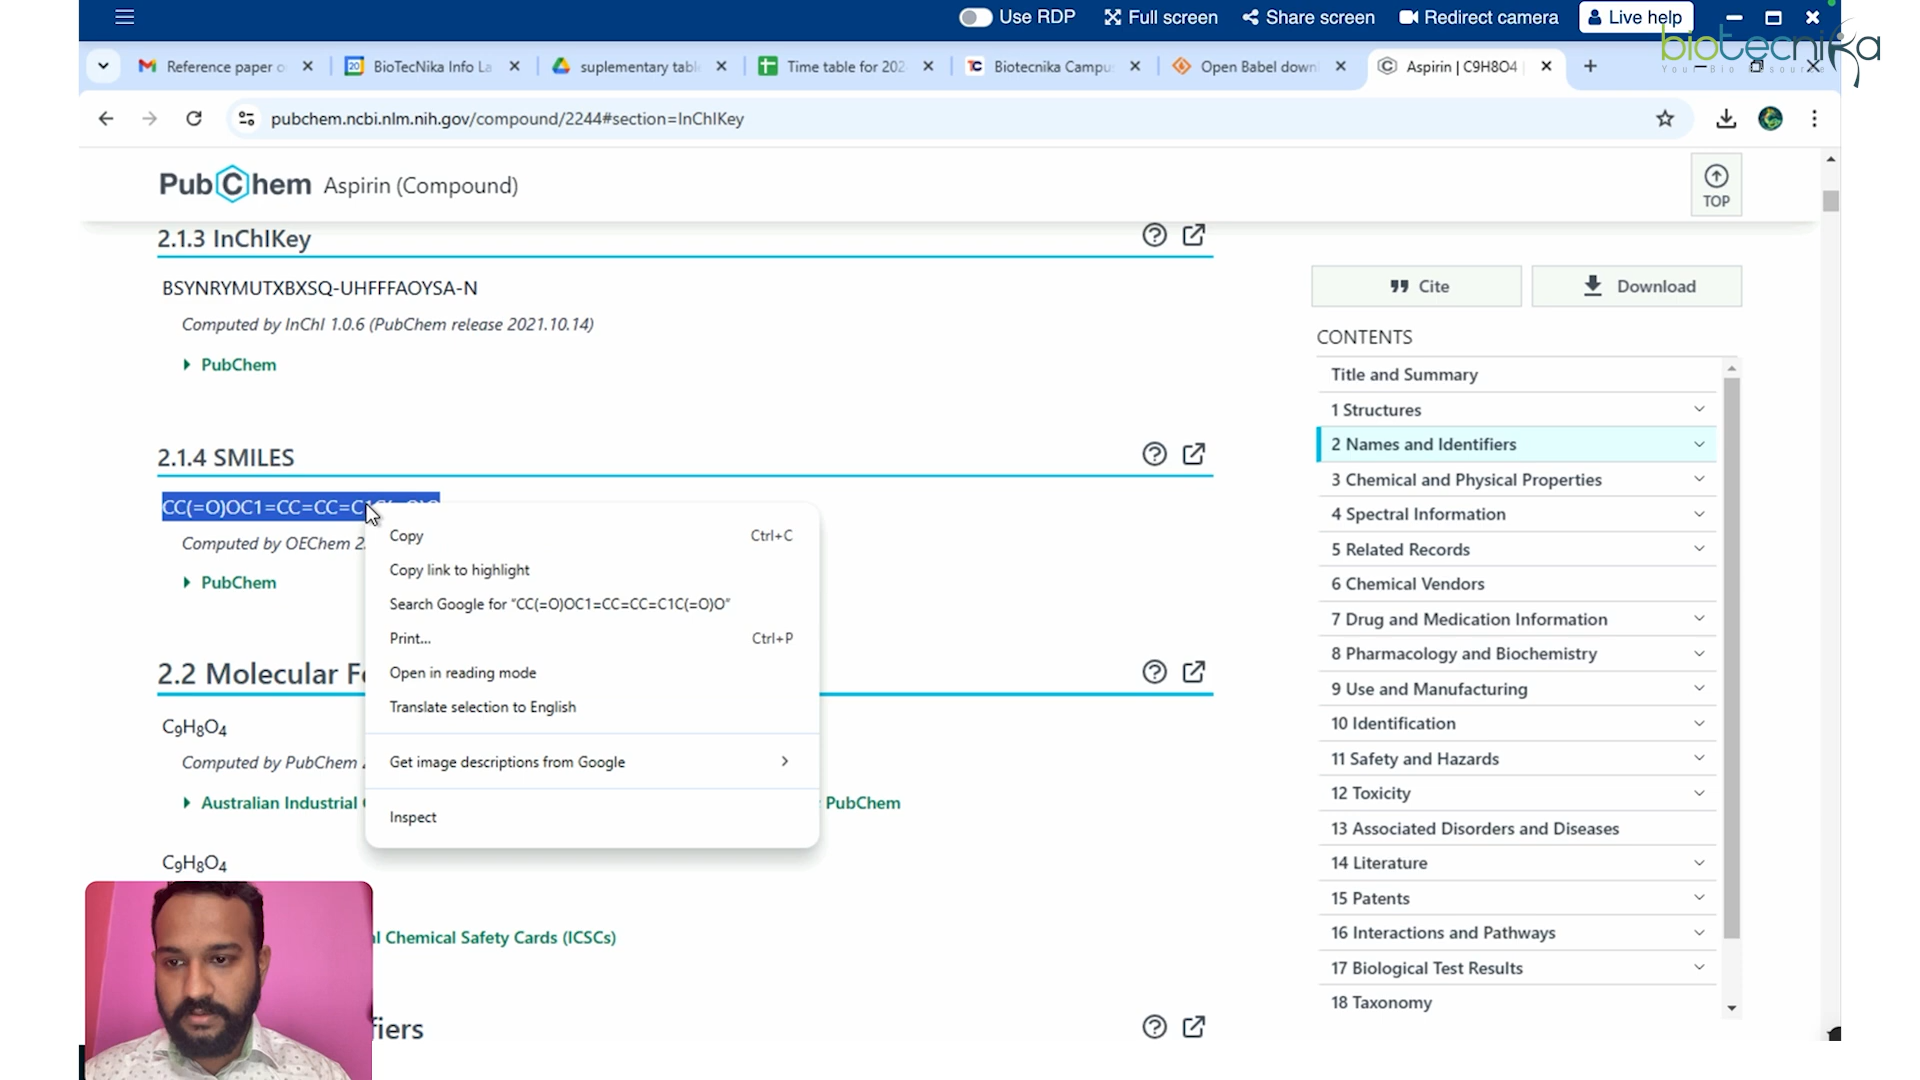 Use RDP
Full screen
Share screen
Redirect camera
Live help
biotecnika
Your Bio Resource
Reference paper o
20
BioTecNika Info La
suplementary tabl
Time table for 202
TC
Biotecnika Campu
Open Babel down
Aspirin | C9H8O4 |
pubchem.ncbi.nlm.nih.gov/compound/2244#section=InChIKey
PubChem Aspirin (Compound)
TOP
2.1.3 InChIKey
BSYNRYMUTXBXSQ-UHFFFAOYSA-N
Computed by InChI 1.0.6 (PubChem release 2021.10.14)
PubChem
2.1.4 SMILES
CC(=O)OC1=CC=CC=C1C(=O)O
Computed by OEChem 2.
PubChem
2.2 Molecular Fo
C9H8O4
Computed by PubChem
Australian Industrial
PubChem
C9H8O4
l Chemical Safety Cards (ICSCs)
fiers
Copy Ctrl+C
Copy link to highlight
Search Google for "CC(=O)OC1=CC=CC=C1C(=O)O"
Print... Ctrl+P
Open in reading mode
Translate selection to English
Get image descriptions from Google
Inspect
Cite
Download
CONTENTS
Title and Summary
1 Structures
2 Names and Identifiers
3 Chemical and Physical Properties
4 Spectral Information
5 Related Records
6 Chemical Vendors
7 Drug and Medication Information
8 Pharmacology and Biochemistry
9 Use and Manufacturing
10 Identification
11 Safety and Hazards
12 Toxicity
13 Associated Disorders and Diseases
14 Literature
15 Patents
16 Interactions and Pathways
17 Biological Test Results
18 Taxonomy